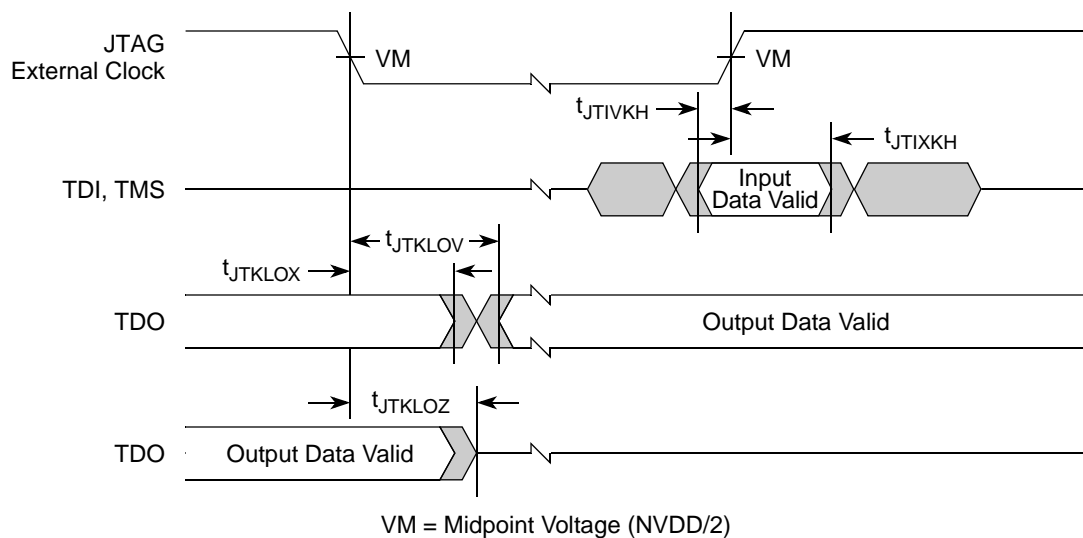 JTAG
External Clock
VM
VM
tJTIVKH
tJTIXKH
TDI, TMS
Input
Data Valid
tJTKLOV
tJTKLOX
TDO
Output Data Valid
tJTKLOZ
TDO
Output Data Valid
VM = Midpoint Voltage (NVDD/2)